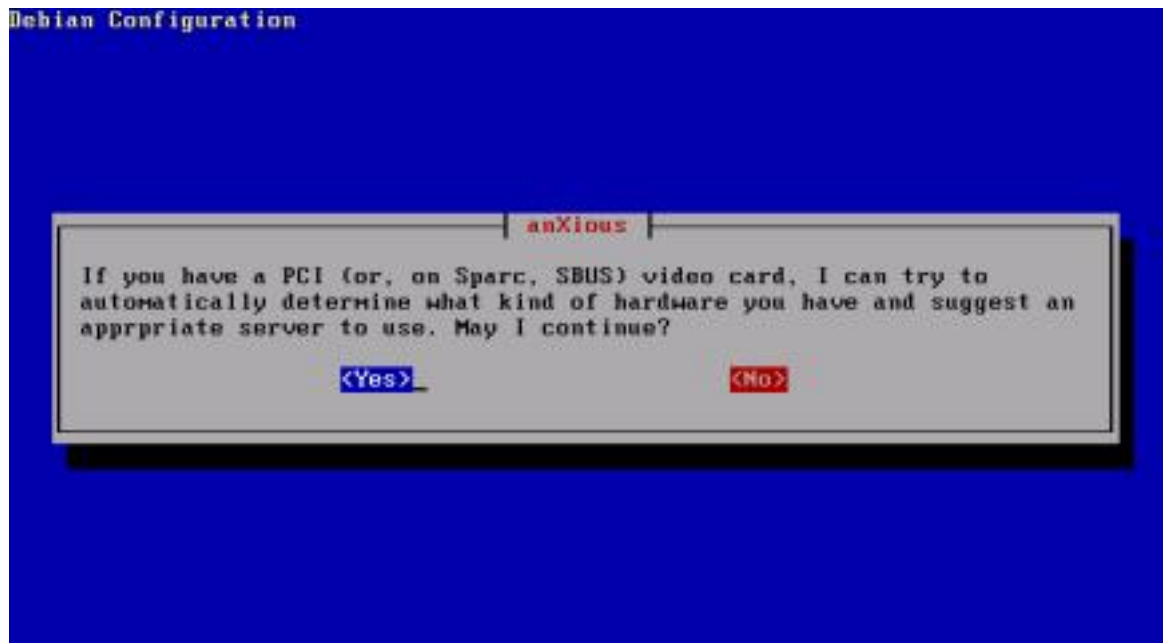 Debian Configuration
anXious
If you have a PCI (or, on Sparc, SBUS) video card, I can try to
automatically determine what kind of hardware you have and suggest an
apprpriate server to use. May I continue?
<Yes> <No>